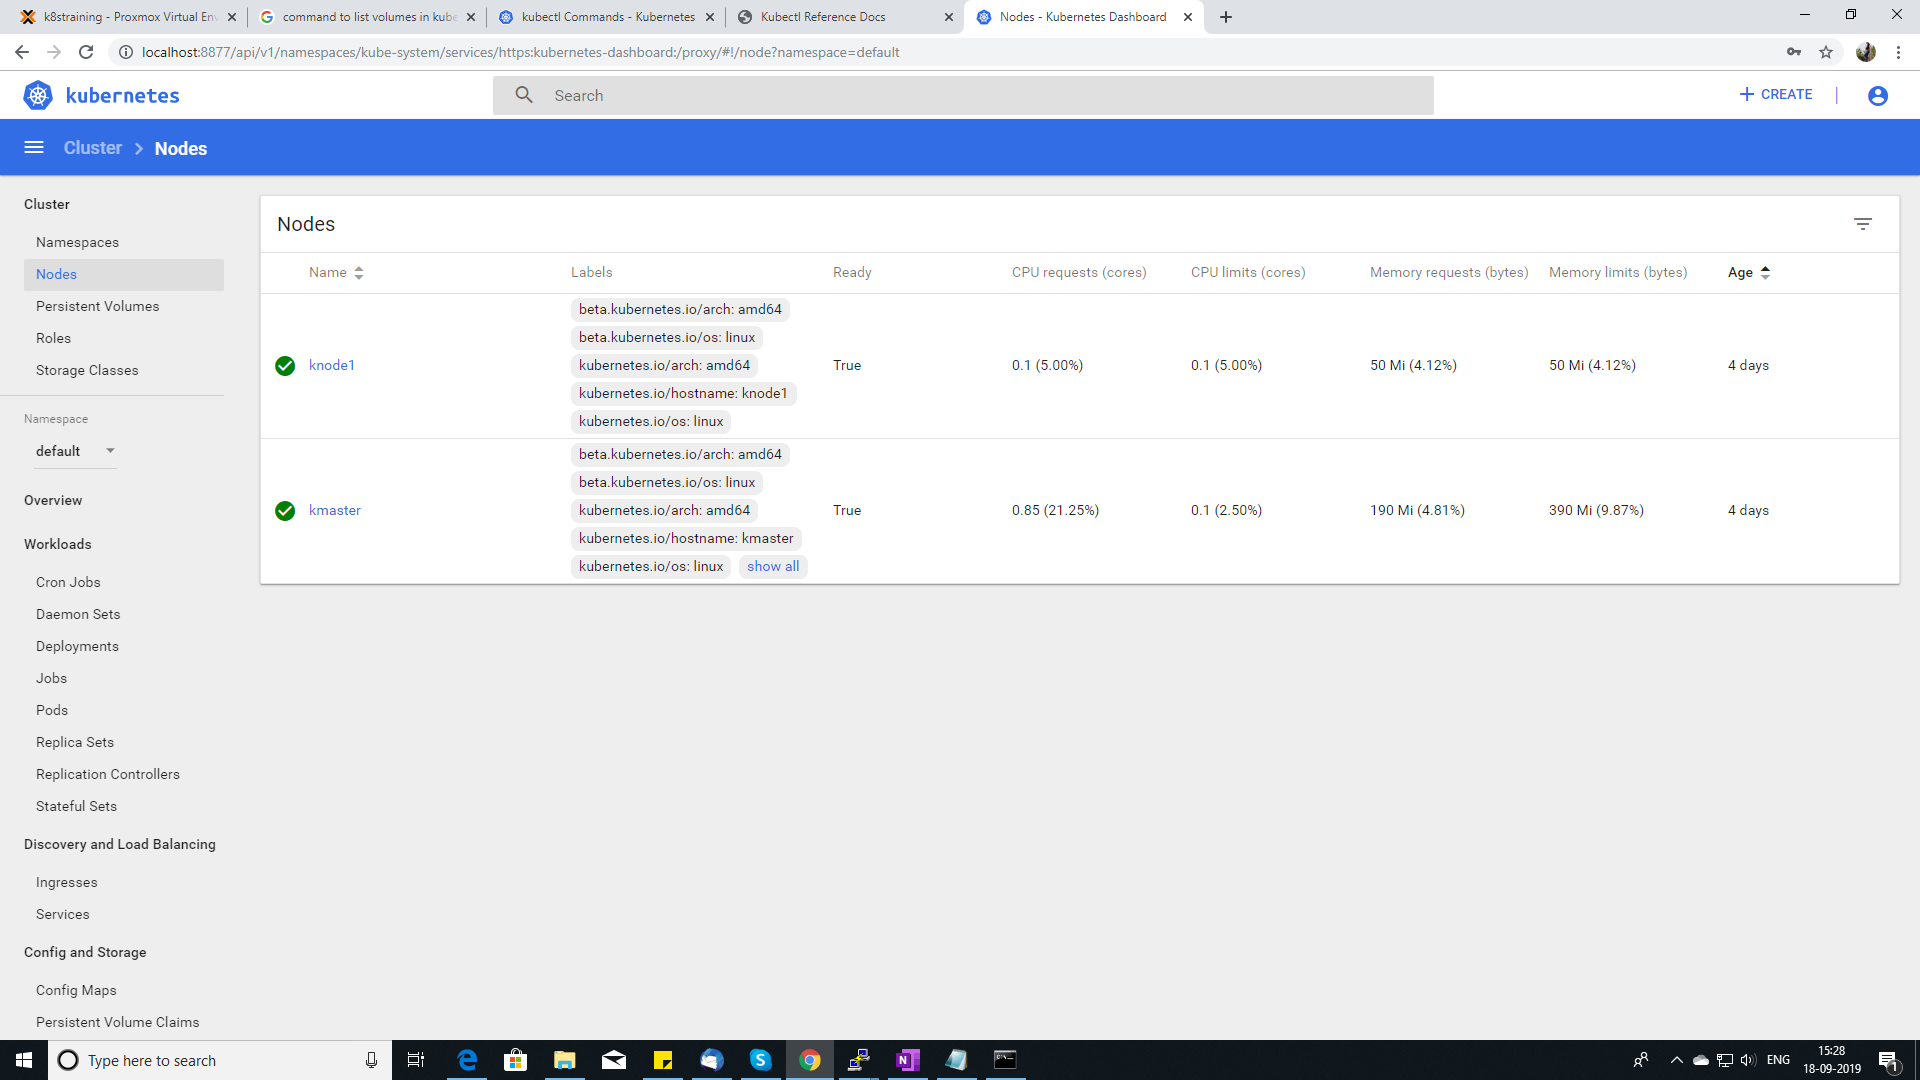 k8straining - Proxmox Virtual Env
command to list volumes in kube
kubectl Commands - Kubernetes
Kubectl Reference Docs
Nodes - Kubernetes Dashboard
localhost:8877/api/v1/namespaces/kube-system/services/https:kubernetes-dashboard:/proxy/#!/node?namespace=default
kubernetes
Search
CREATE
Cluster > Nodes
Cluster
Namespaces
Nodes
Persistent Volumes
Roles
Storage Classes
Namespace
default
Overview
Workloads
Cron Jobs
Daemon Sets
Deployments
Jobs
Pods
Replica Sets
Replication Controllers
Stateful Sets
Discovery and Load Balancing
Ingresses
Services
Config and Storage
Config Maps
Persistent Volume Claims
Nodes
Name Labels Ready CPU requests (cores) CPU limits (cores) Memory requests (bytes) Memory limits (bytes) Age
beta.kubernetes.io/arch: amd64
beta.kubernetes.io/os: linux
knode1 kubernetes.io/arch: amd64 True 0.1 (5.00%) 0.1 (5.00%) 50 Mi (4.12%) 50 Mi (4.12%) 4 days
kubernetes.io/hostname: knode1
kubernetes.io/os: linux
beta.kubernetes.io/arch: amd64
beta.kubernetes.io/os: linux
kmaster kubernetes.io/arch: amd64 True 0.85 (21.25%) 0.1 (2.50%) 190 Mi (4.81%) 390 Mi (9.87%) 4 days
kubernetes.io/hostname: kmaster
kubernetes.io/os: linux show all
Type here to search
ENG
15:28
18-09-2019
1